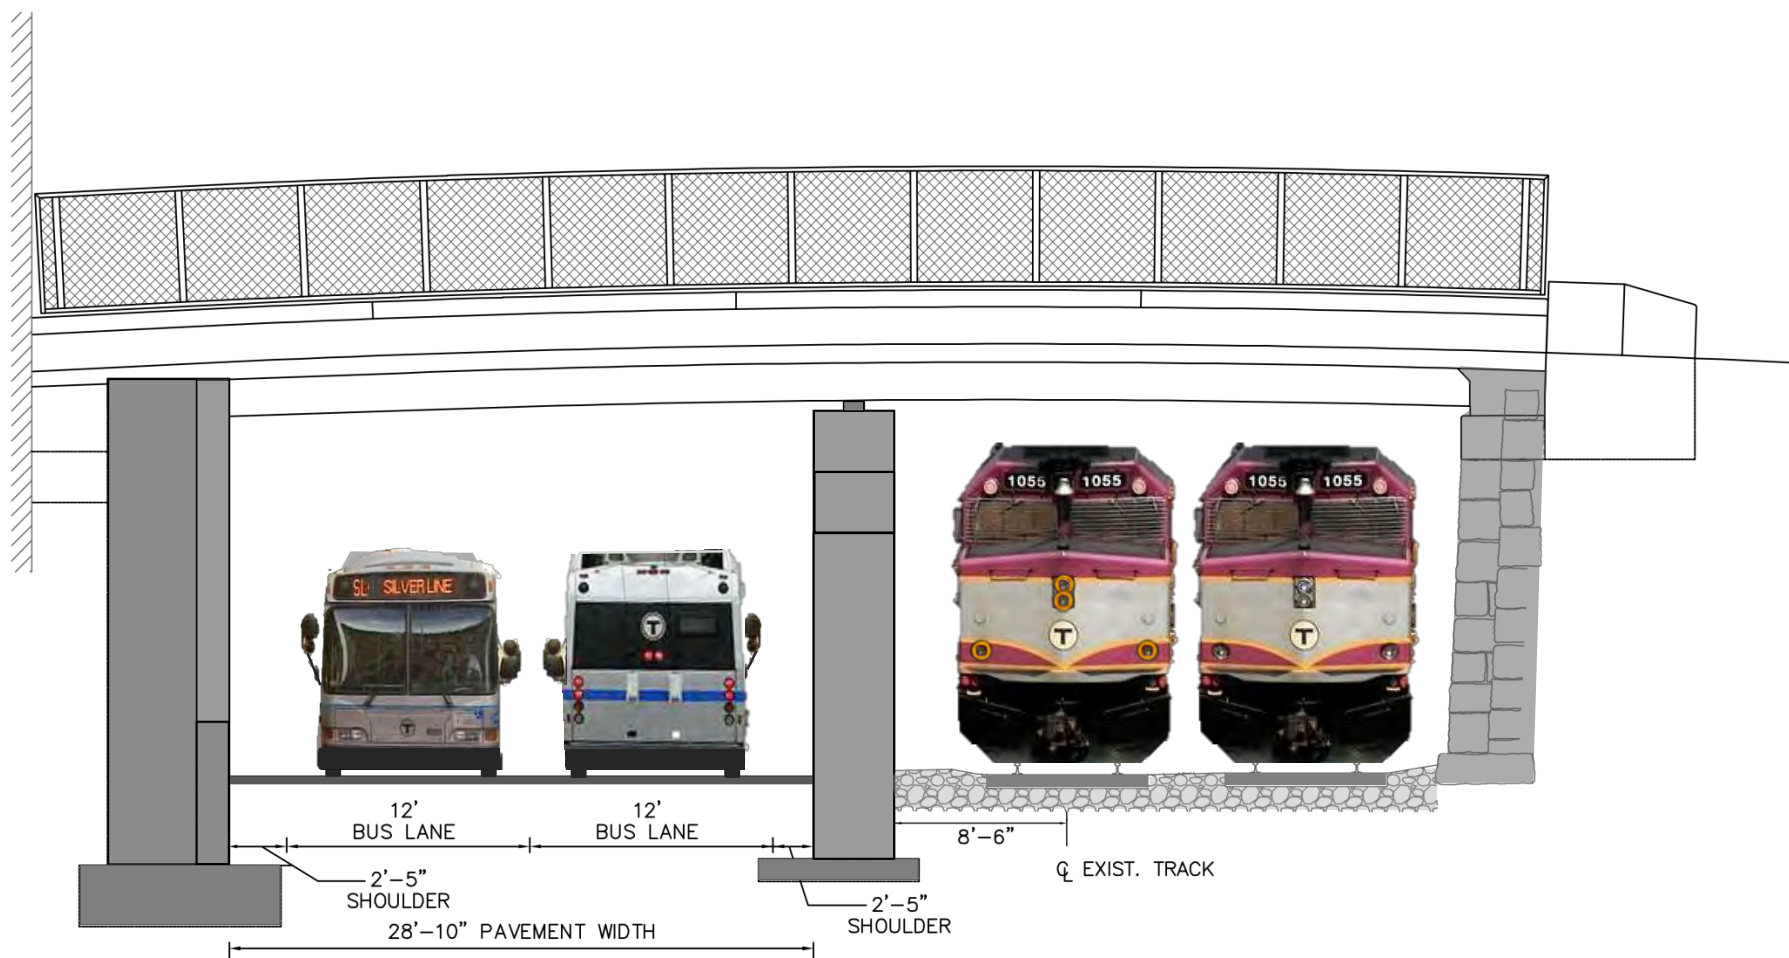 1055 1055
1055 1055
SL1 SILVER LINE
T
T
T
T
12'
BUS LANE
12'
BUS LANE
8'-6"
℄ EXIST. TRACK
2'-5"
SHOULDER
2'-5"
SHOULDER
28'-10" PAVEMENT WIDTH